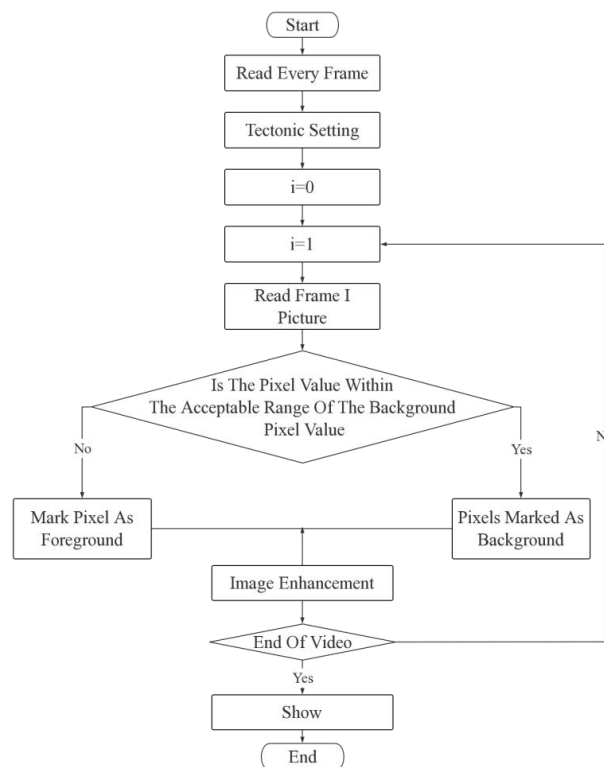 Start
Read Every Frame
Tectonic Setting
i=0
i=1
Read Frame I
Picture
Is The Pixel Value Within
The Acceptable Range Of The Background
Pixel Value
No
Yes
N
Mark Pixel As
Foreground
Pixels Marked As
Background
Image Enhancement
End Of Video
Yes
Show
End